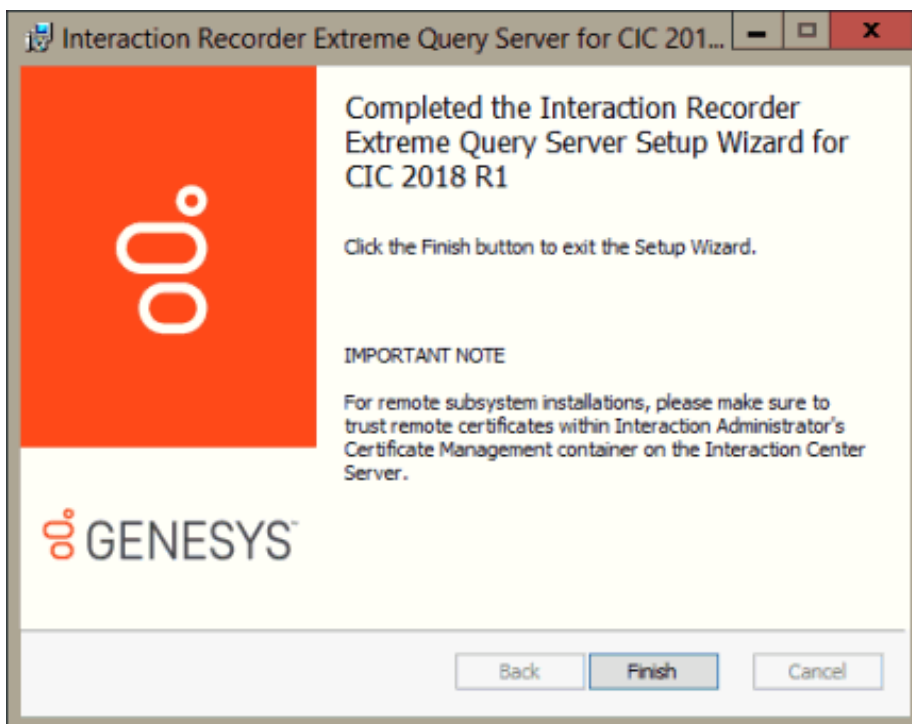 Interaction Recorder Extreme Query Server for CIC 201...
Completed the Interaction Recorder
Extreme Query Server Setup Wizard for
CIC 2018 R1
Click the Finish button to exit the Setup Wizard.
IMPORTANT NOTE
For remote subsystem installations, please make sure to
trust remote certificates within Interaction Administrator's
Certificate Management container on the Interaction Center
Server.
GENESYS™
Back Finish Cancel